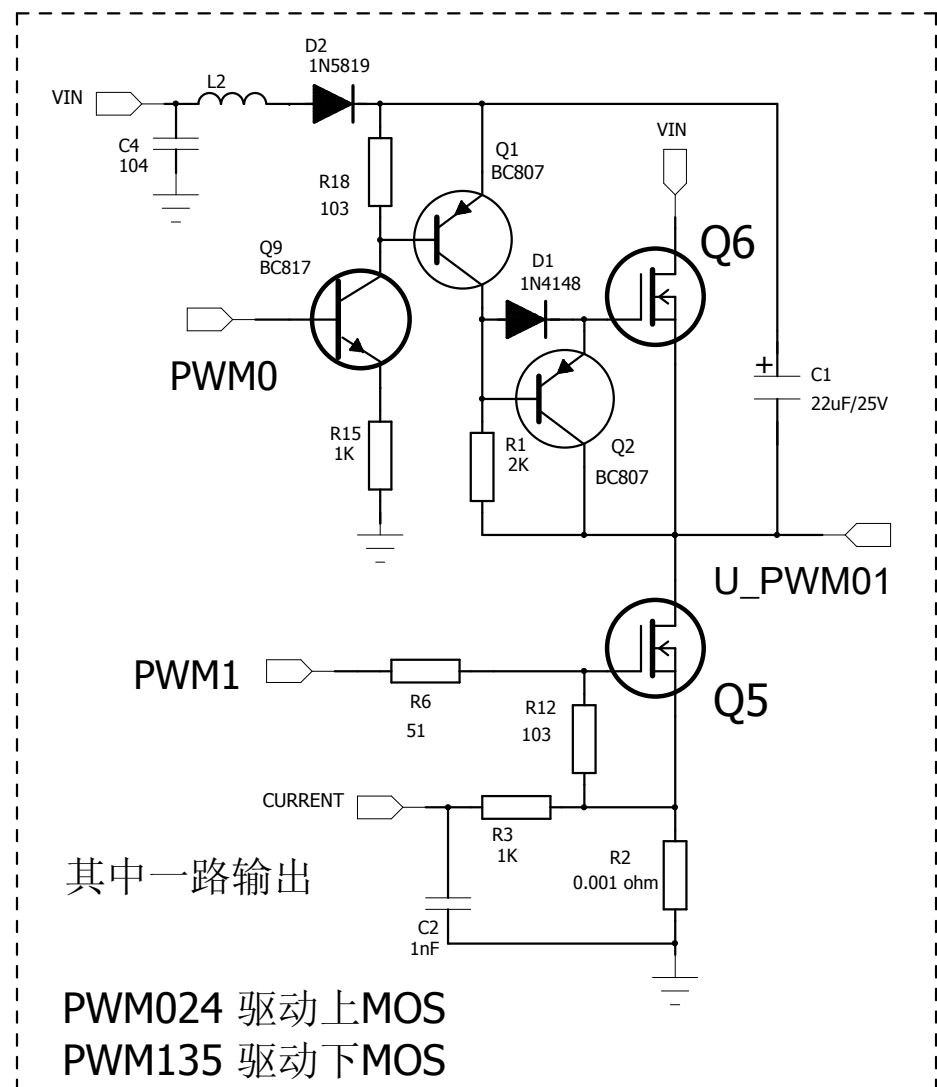 D2
1N5819
L2
VIN
C4
104
R18
103
Q1
BC807
VIN
Q6
Q9
BC817
D1
1N4148
PWM0
C1
22uF/25V
R15
1K
R1
2K
Q2
BC807
U_PWM01
PWM1
R6
51
R12
103
Q5
CURRENT
R3
1K
R2
0.001 ohm
其中一路输出
C2
1nF
PWM024 驱动上MOS
PWM135 驱动下MOS